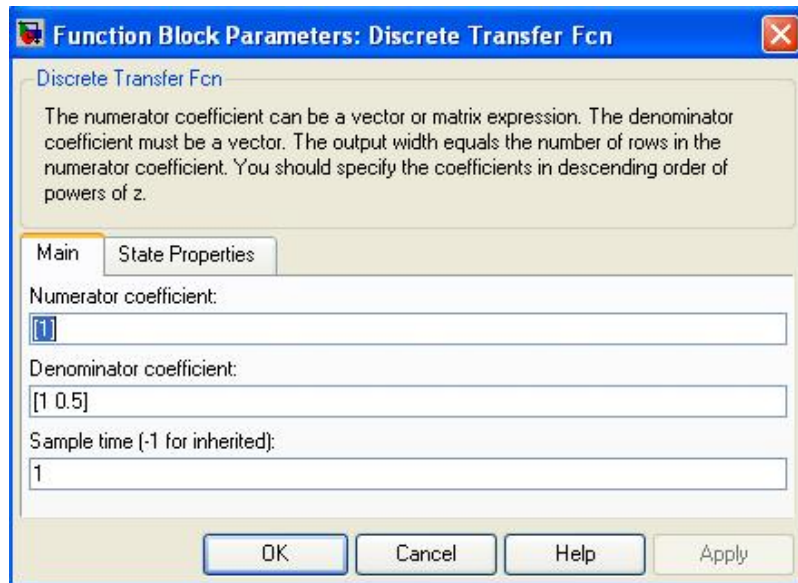 Function Block Parameters: Discrete Transfer Fcn
Discrete Transfer Fcn
The numerator coefficient can be a vector or matrix expression. The denominator
coefficient must be a vector. The output width equals the number of rows in the
numerator coefficient. You should specify the coefficients in descending order of
powers of z.
Main State Properties
Numerator coefficient:
[1]
Denominator coefficient:
[1 0.5]
Sample time (-1 for inherited):
1
OK Cancel Help Apply